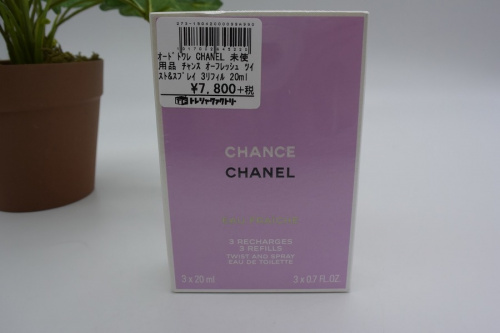 オードトワレ CHANEL 未使
用品 チャンス オーフレッシュ ツイ
スト&スプレイ 3リフィル 20ml
¥7,800+税
トレジャーファクトリー
CHANCE
CHANEL
3 RECHARGES
3 REFILLS
TWIST AND SPRAY
EAU DE TOILETTE
3 x 20 ml
3 x 0.7 FL.OZ.